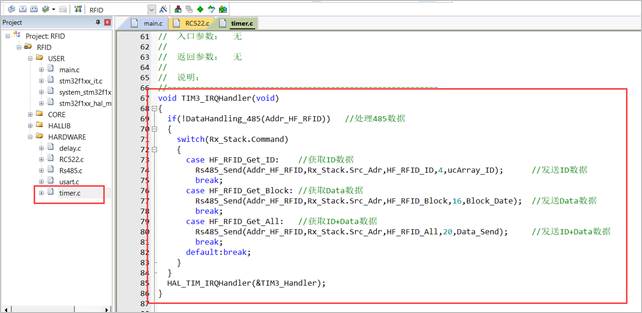 RFID
Project
main.c
RC522.c
timer.c
Project: RFID
RFID
USER
main.c
stm32f1xx_it.c
system_stm32f1x
stm32f1xx_hal_m
CORE
HALLIB
HARDWARE
delay.c
RC522.c
Rs485.c
usart.c
timer.c
61 // 入口参数： 无
62 //
63 // 返回参数： 无
64 //
65 // 说明：
66 //--------------------------------------------------------
67 void TIM3_IRQHandler(void)
68 {
69 if(!DataHandling_485(Addr_HF_RFID)) //处理485数据
70 {
71 switch(Rx_Stack.Command)
72 {
73 case HF_RFID_Get_ID: //获取ID数据
74 Rs485_Send(Addr_HF_RFID,Rx_Stack.Src_Adr,HF_RFID_ID,4,ucArray_ID); //发送ID数据
75 break;
76 case HF_RFID_Get_Block: //获取Data数据
77 Rs485_Send(Addr_HF_RFID,Rx_Stack.Src_Adr,HF_RFID_Block,16,Block_Date); //发送Data数据
78 break;
79 case HF_RFID_Get_All: //获取ID+Data数据
80 Rs485_Send(Addr_HF_RFID,Rx_Stack.Src_Adr,HF_RFID_All,20,Data_Send); //发送ID+Data数据
81 break;
82 default:break;
83 }
84 }
85 HAL_TIM_IRQHandler(&TIM3_Handler);
86 }
87